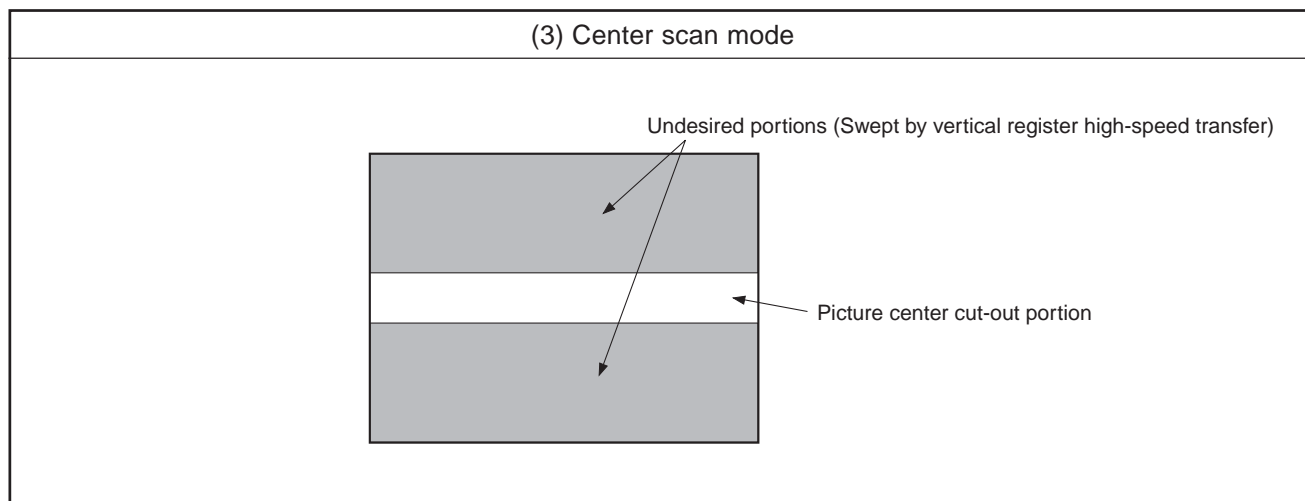 (3) Center scan mode
Undesired portions (Swept by vertical register high-speed transfer)
Picture center cut-out portion